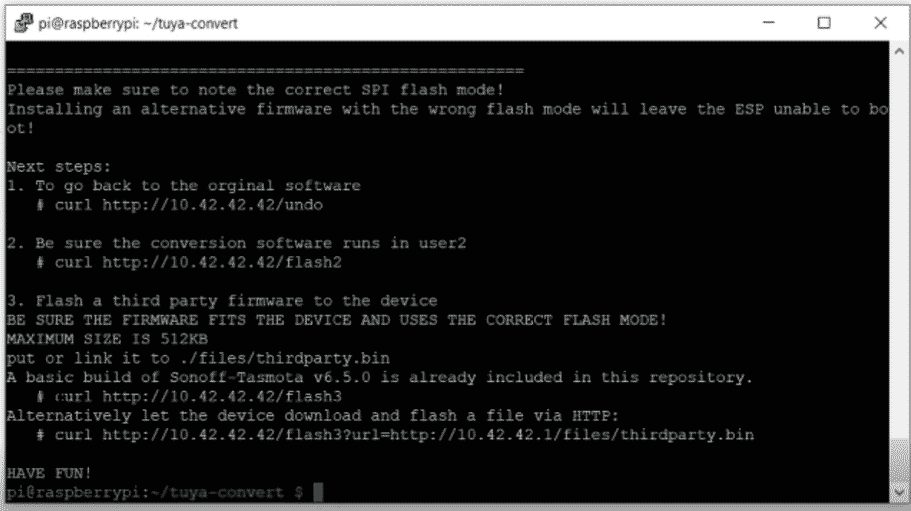 pi@raspberrypi: ~/tuya-convert
======================================================
Please make sure to note the correct SPI flash mode!
Installing an alternative firmware with the wrong flash mode will leave the ESP unable to bo
ot!
Next steps:
1. To go back to the orginal software
# curl http://10.42.42.42/undo
2. Be sure the conversion software runs in user2
# curl http://10.42.42.42/flash2
3. Flash a third party firmware to the device
BE SURE THE FIRMWARE FITS THE DEVICE AND USES THE CORRECT FLASH MODE!
MAXIMUM SIZE IS 512KB
put or link it to ./files/thirdparty.bin
A basic build of Sonoff-Tasmota v6.5.0 is already included in this repository.
# curl http://10.42.42.42/flash3
Alternatively let the device download and flash a file via HTTP:
# curl http://10.42.42.42/flash3?url=http://10.42.42.1/files/thirdparty.bin
HAVE FUN!
pi@raspberrypi:~/tuya-convert $